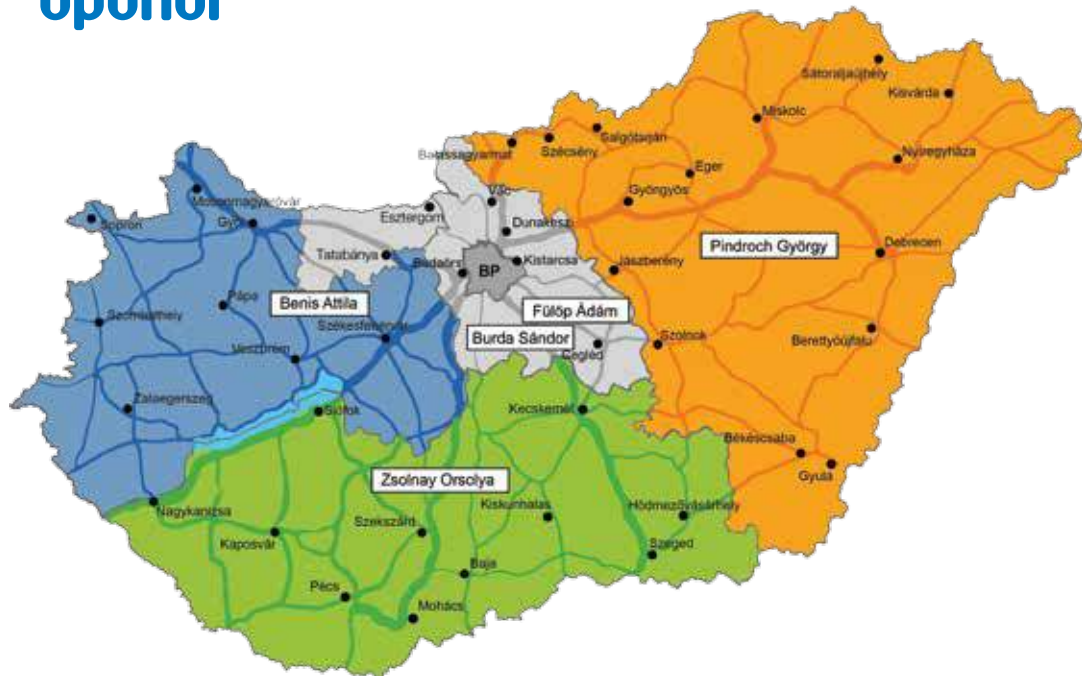 uponor
Sátoraljaújhely
Kisvárda
Miskolc
Salgótarján
Balassagyarmat
Szécsény
Nyíregyháza
Eger
Mosonmagyaróvár
Vác
Gyöngyös
Esztergom
Sopron
Győr
Dunakeszi
Pindroch György
Debrecen
Tatabánya
Budaörs
BP
Kistarcsa
Jászberény
Benis Attila
Pápa
Fülöp Ádám
Szombathely
Székesfehérvár
Burda Sándor
Szolnok
Berettyóújfalu
Veszprém
Cegléd
Zalaegerszeg
Siófok
Kecskemét
Békéscsaba
Gyula
Zsolnay Orsolya
Nagykanizsa
Kiskunhalas
Hódmezővásárhely
Szekszárd
Kaposvár
Szeged
Baja
Pécs
Mohács